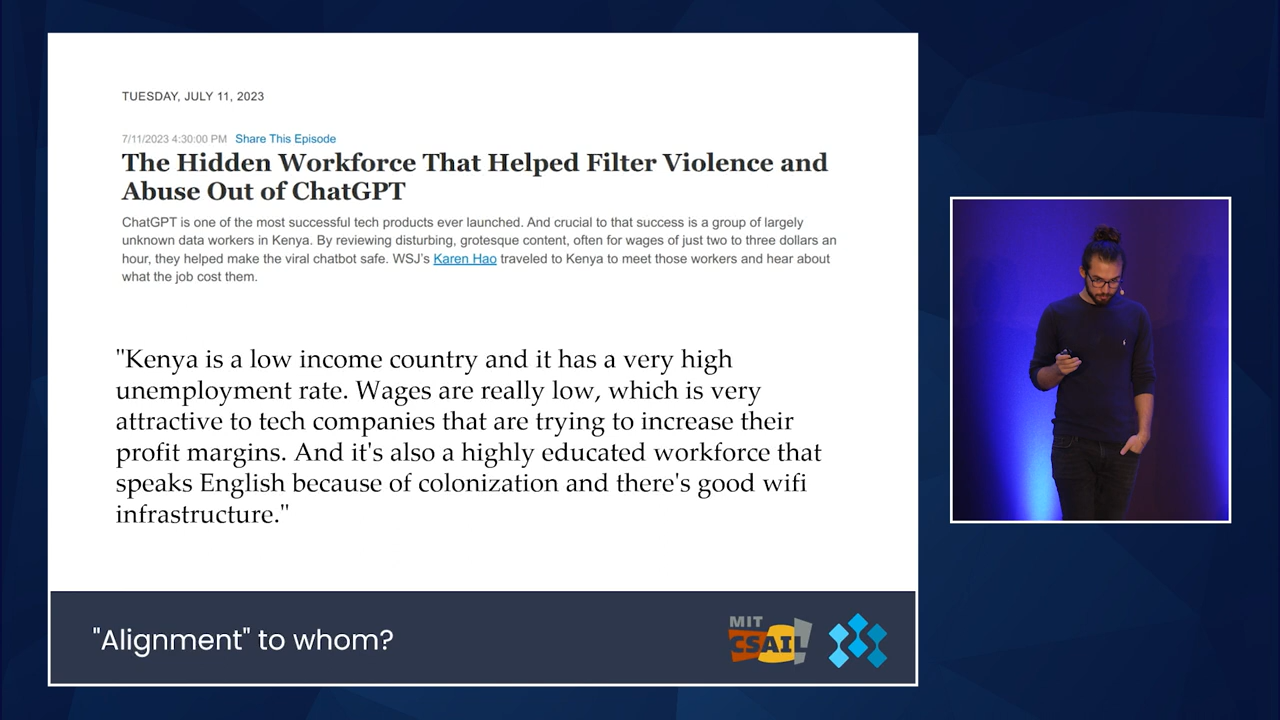 TUESDAY, JULY 11, 2023
7/11/2023 4:30:00 PM Share This Episode
The Hidden Workforce That Helped Filter Violence and
Abuse Out of ChatGPT
ChatGPT is one of the most successful tech products ever launched. And crucial to that success is a group of largely
unknown data workers in Kenya. By reviewing disturbing, grotesque content, often for wages of just two to three dollars an
hour, they helped make the viral chatbot safe. WSJ's Karen Hao traveled to Kenya to meet those workers and hear about
what the job cost them.
"Kenya is a low income country and it has a very high
unemployment rate. Wages are really low, which is very
attractive to tech companies that are trying to increase their
profit margins. And it's also a highly educated workforce that
speaks English because of colonization and there's good wifi
infrastructure."
"Alignment" to whom?
MIT
CSAIL